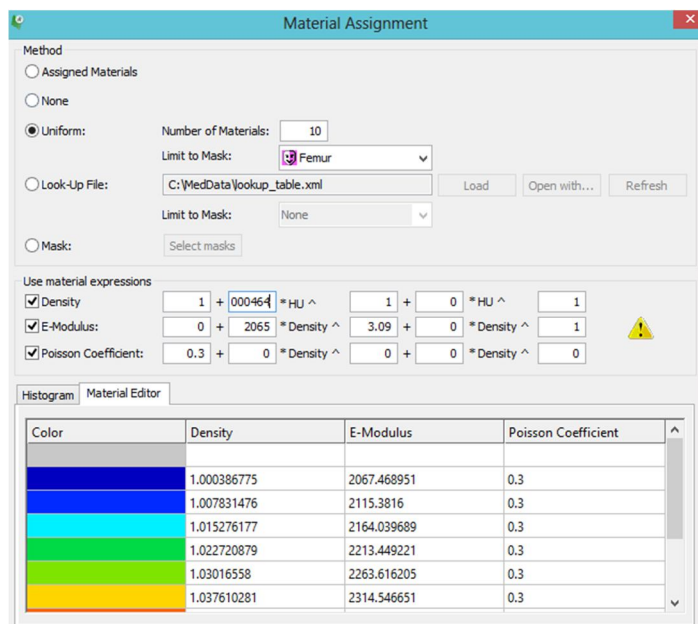 Material Assignment
Method
Assigned Materials
None
Uniform: Number of Materials: 10
Limit to Mask: Femur
Look-Up File: C:\MedData\lookup_table.xml Load Open with... Refresh
Limit to Mask: None
Mask: Select masks
Use material expressions
Density 1 + 000464 * HU ^ 1 + 0 * HU ^ 1
E-Modulus: 0 + 2065 * Density ^ 3.09 + 0 * Density ^ 1
Poisson Coefficient: 0.3 + 0 * Density ^ 0 + 0 * Density ^ 0
Histogram Material Editor
Color Density E-Modulus Poisson Coefficient
1.000386775 2067.468951 0.3
1.007831476 2115.3816 0.3
1.015276177 2164.039689 0.3
1.022720879 2213.449221 0.3
1.03016558 2263.616205 0.3
1.037610281 2314.546651 0.3